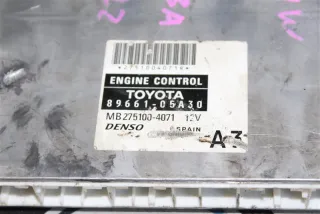 ENGINE CONTROL
TOYOTA
89661-05A30
MB275100-4071 12V
DENSO SPAIN
A3